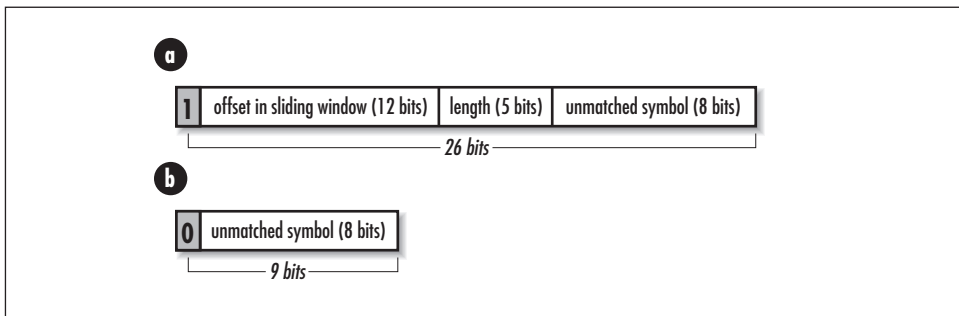 a
1 offset in sliding window (12 bits) length (5 bits) unmatched symbol (8 bits)
26 bits
b
0 unmatched symbol (8 bits)
9 bits